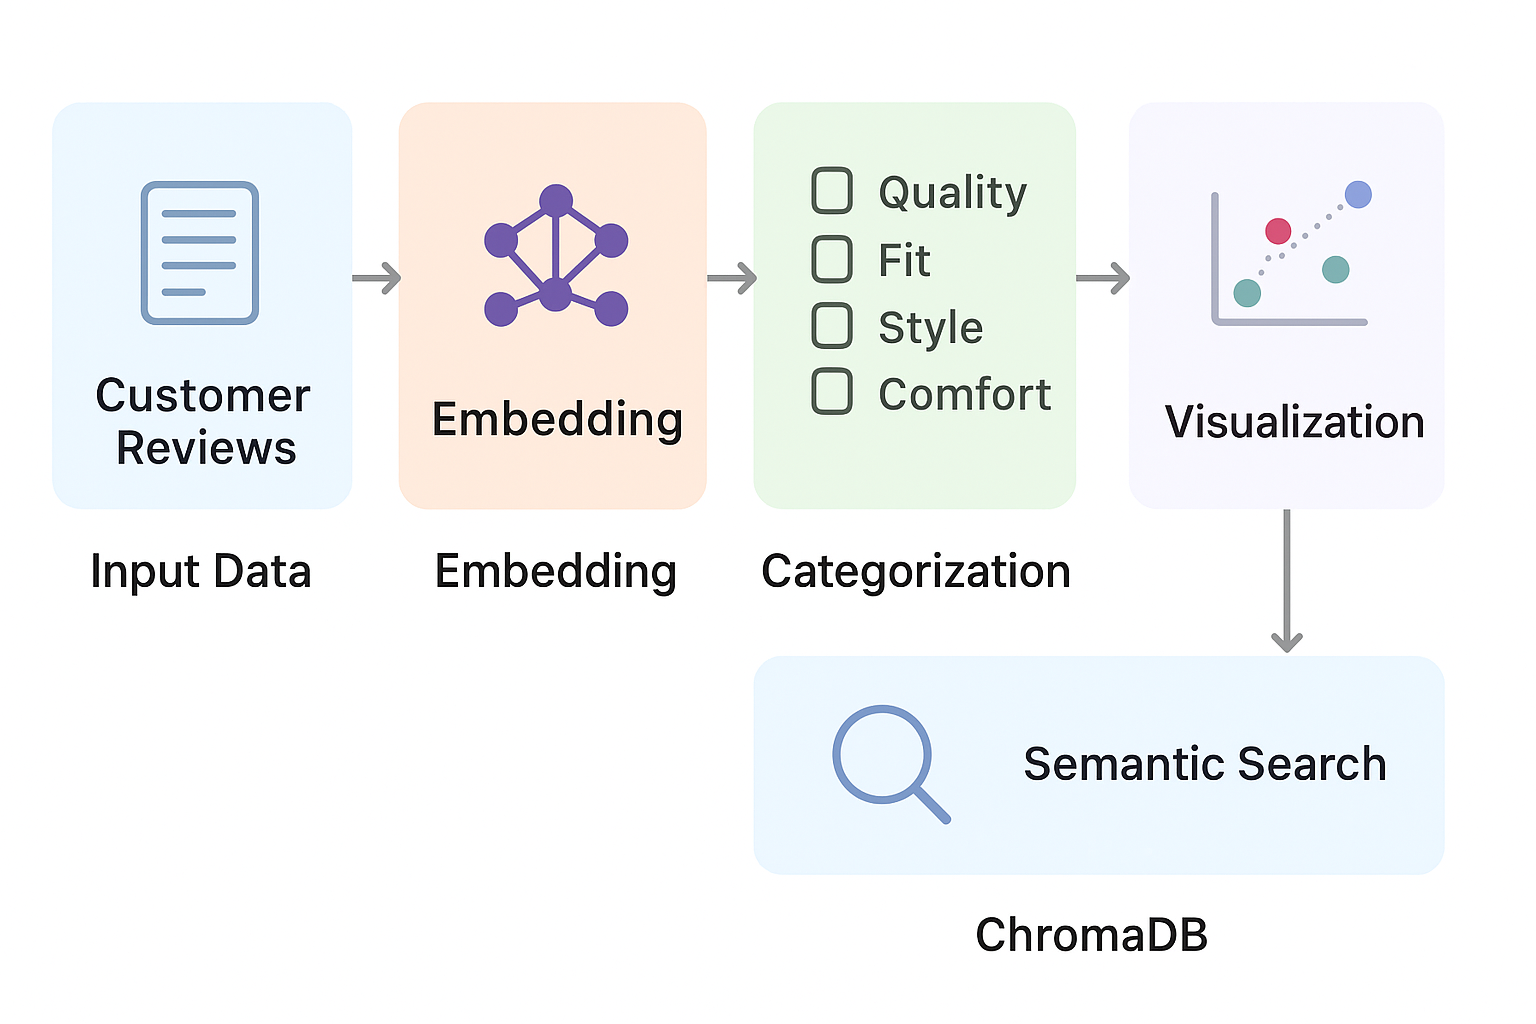 Customer
Reviews
Embedding
Quality
Fit
Style
Comfort
Visualization
Input Data
Embedding
Categorization
Semantic Search
ChromaDB